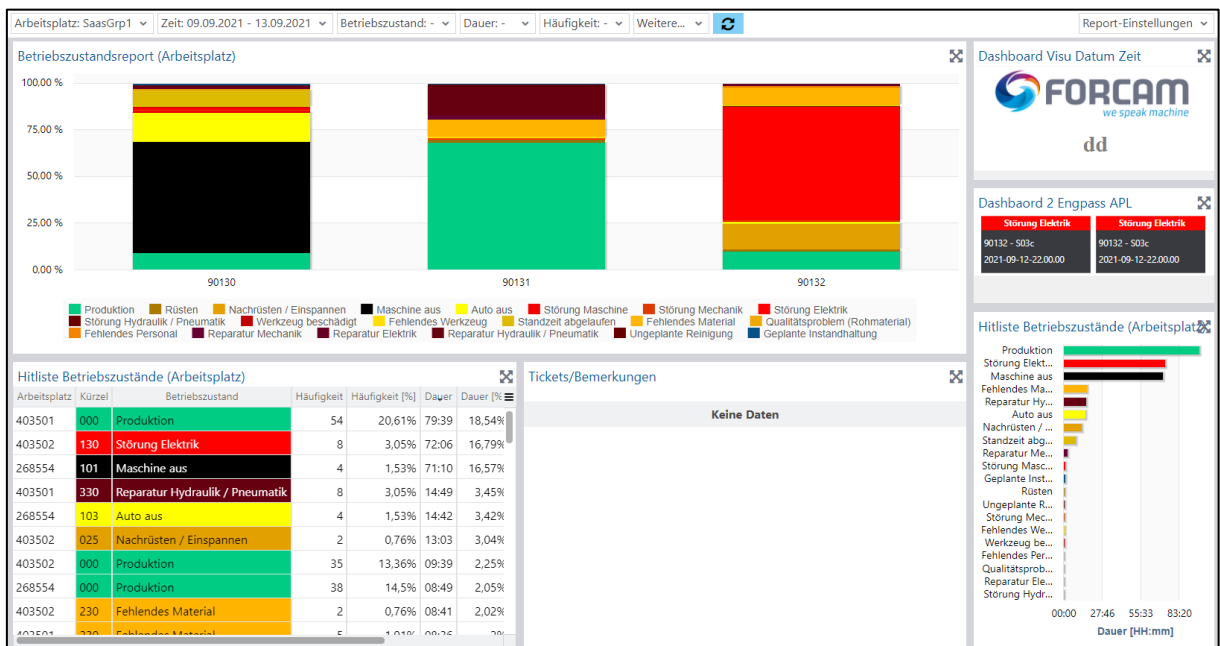 Arbeitsplatz: SaasGrp1 Zeit: 09.09.2021 - 13.09.2021 Betriebszustand: - Dauer: - Häufigkeit: - Weitere... Report-Einstellungen
Betriebszustandsreport (Arbeitsplatz)
100.00 %
75.00 %
50.00 %
25.00 %
0.00 %
90130 90131 90132
Produktion Rüsten Nachrüsten / Einspannen Maschine aus Auto aus Störung Maschine Störung Mechanik Störung Elektrik
Störung Hydraulik / Pneumatik Werkzeug beschädigt Fehlendes Werkzeug Standzeit abgelaufen Fehlendes Material Qualitätsproblem (Rohmaterial)
Fehlendes Personal Reparatur Mechanik Reparatur Elektrik Reparatur Hydraulik / Pneumatik Ungeplante Reinigung Geplante Instandhaltung
Dashboard Visu Datum Zeit
FORCAM
we speak machine
dd
Dashbaord 2 Engpass APL
Störung Elektrik Störung Elektrik
90132 - S03c 90132 - S03c
2021-09-12-22.00.00 2021-09-12-22.00.00
Hitliste Betriebszustände (Arbeitsplatz)
Arbeitsplatz Kürzel Betriebszustand Häufigkeit Häufigkeit [%] Dauer Dauer [%
403501 000 Produktion 54 20,61% 79:39 18,54%
403502 130 Störung Elektrik 8 3,05% 72:06 16,79%
268554 101 Maschine aus 4 1,53% 71:10 16,57%
403501 330 Reparatur Hydraulik / Pneumatik 8 3,05% 14:49 3,45%
268554 103 Auto aus 4 1,53% 14:42 3,42%
403502 025 Nachrüsten / Einspannen 2 0,76% 13:03 3,04%
403502 000 Produktion 35 13,36% 09:39 2,25%
268554 000 Produktion 38 14,5% 08:49 2,05%
403502 230 Fehlendes Material 2 0,76% 08:41 2,02%
403501 230 Fehlendes Material 5 1,91% 08:36 2%
Tickets/Bemerkungen
Keine Daten
Hitliste Betriebszustände (Arbeitsplatz)
Produktion
Störung Elekt...
Maschine aus
Fehlendes Ma...
Reparatur Hy...
Auto aus
Nachrüsten / ...
Standzeit abg...
Reparatur Me...
Störung Masc...
Geplante Inst...
Rüsten
Ungeplante R...
Störung Mec...
Fehlendes We...
Werkzeug be...
Fehlendes Per...
Qualitätsprob...
Reparatur Ele...
Störung Hydr...
00:00 27:46 55:33 83:20
Dauer [HH:mm]